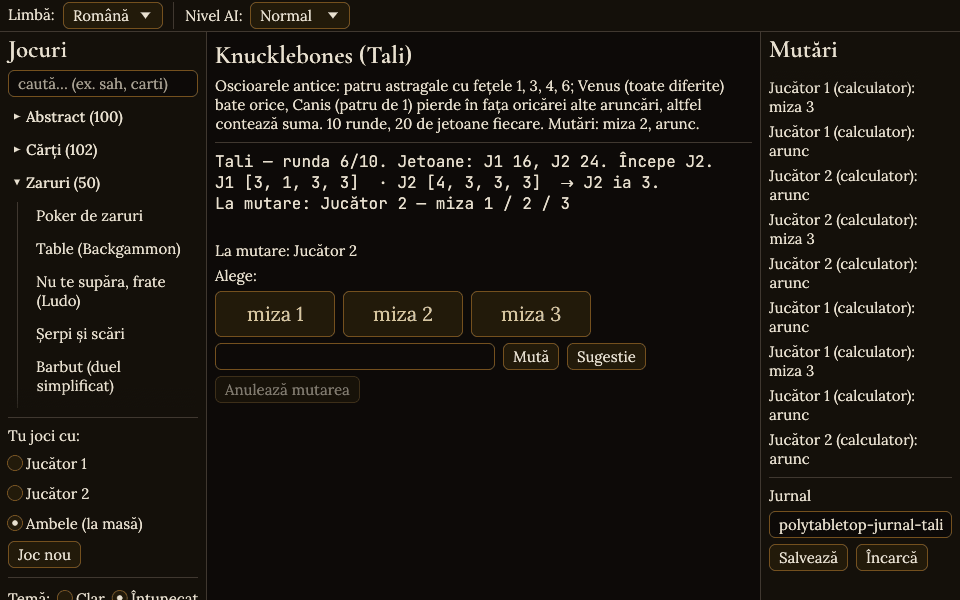 Limbă: Română ▼ Nivel AI: Normal ▼
Jocuri
caută... (ex. sah, carti)
▸ Abstract (100)
▸ Cărți (102)
▾ Zaruri (50)
Poker de zaruri
Table (Backgammon)
Nu te supăra, frate
(Ludo)
Șerpi și scări
Barbut (duel
simplificat)
Tu joci cu:
Jucător 1
Jucător 2
Ambele (la masă)
Joc nou
Temă: Clar Întunecat
Knucklebones (Tali)
Oscioarele antice: patru astragale cu fețele 1, 3, 4, 6; Venus (toate diferite)
bate orice, Canis (patru de 1) pierde în fața oricărei alte aruncări, altfel
contează suma. 10 runde, 20 de jetoane fiecare. Mutări: miza 2, arunc.
Tali — runda 6/10. Jetoane: J1 16, J2 24. Începe J2.
J1 [3, 1, 3, 3] · J2 [4, 3, 3, 3] → J2 ia 3.
La mutare: Jucător 2 — miza 1 / 2 / 3
La mutare: Jucător 2
Alege:
miza 1 miza 2 miza 3
Mută Sugestie
Anulează mutarea
Mutări
Jucător 1 (calculator):
miza 3
Jucător 1 (calculator):
arunc
Jucător 2 (calculator):
arunc
Jucător 2 (calculator):
miza 3
Jucător 2 (calculator):
arunc
Jucător 1 (calculator):
arunc
Jucător 1 (calculator):
miza 3
Jucător 1 (calculator):
arunc
Jucător 2 (calculator):
arunc
Jurnal
polytabletop-jurnal-tali
Salvează Încarcă